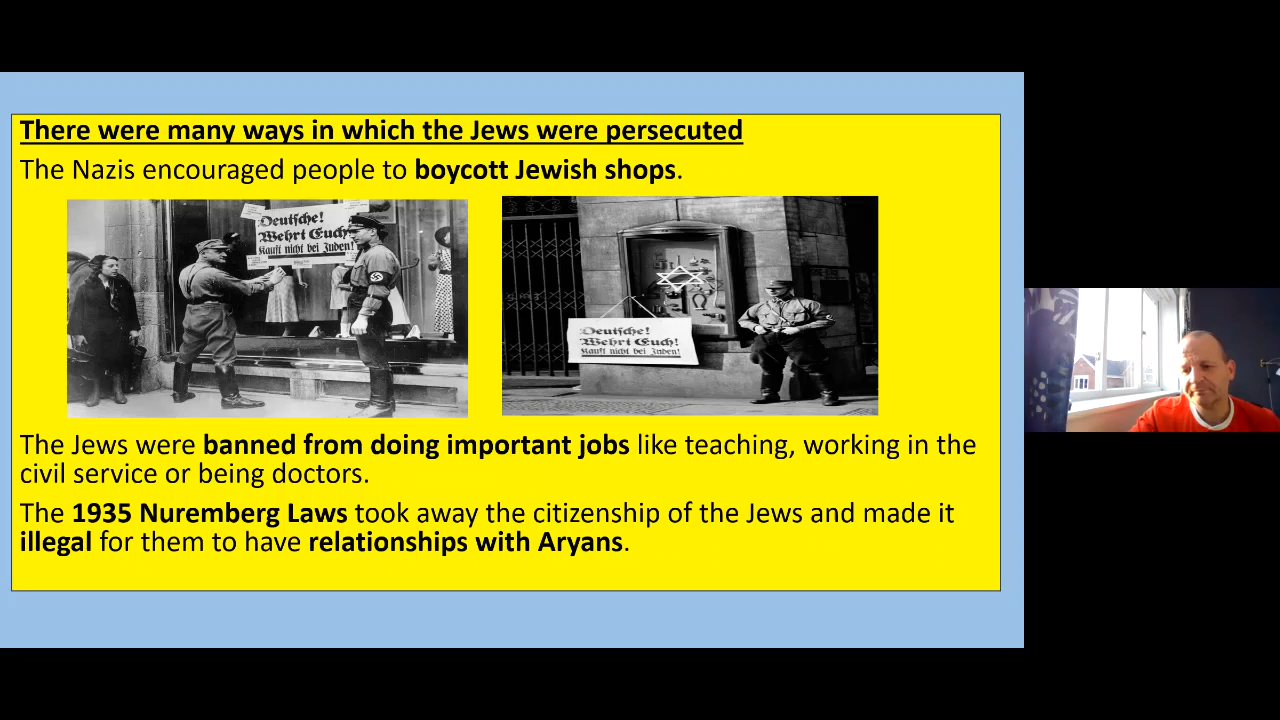 There were many ways in which the Jews were persecuted
The Nazis encouraged people to boycott Jewish shops.
Deutsche!
Wehrt Euch!
Kauft nicht bei Juden!
Deutsche!
Wehrt Euch!
Kauft nicht bei Juden!
The Jews were banned from doing important jobs like teaching, working in the
civil service or being doctors.
The 1935 Nuremberg Laws took away the citizenship of the Jews and made it
illegal for them to have relationships with Aryans.